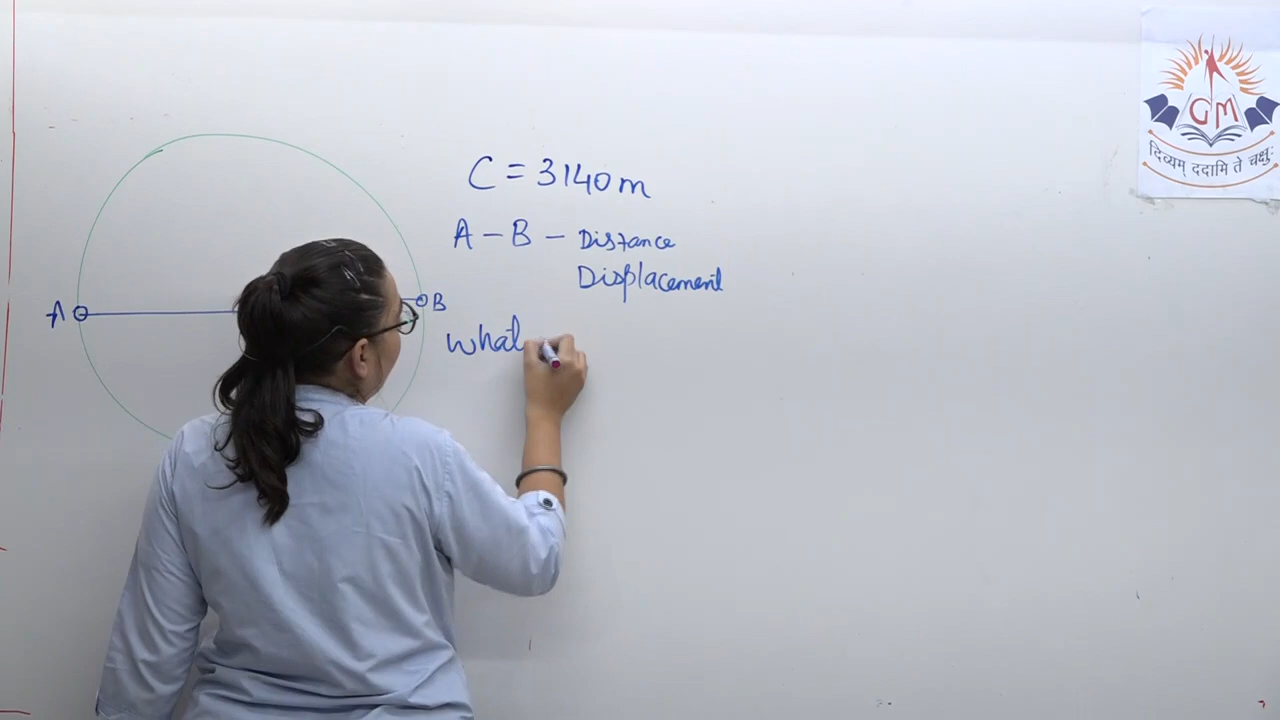 C = 3140 m
A B
A - B - Distance
Displacement
what
GM
दिव्यम् ददामि ते चक्षुः